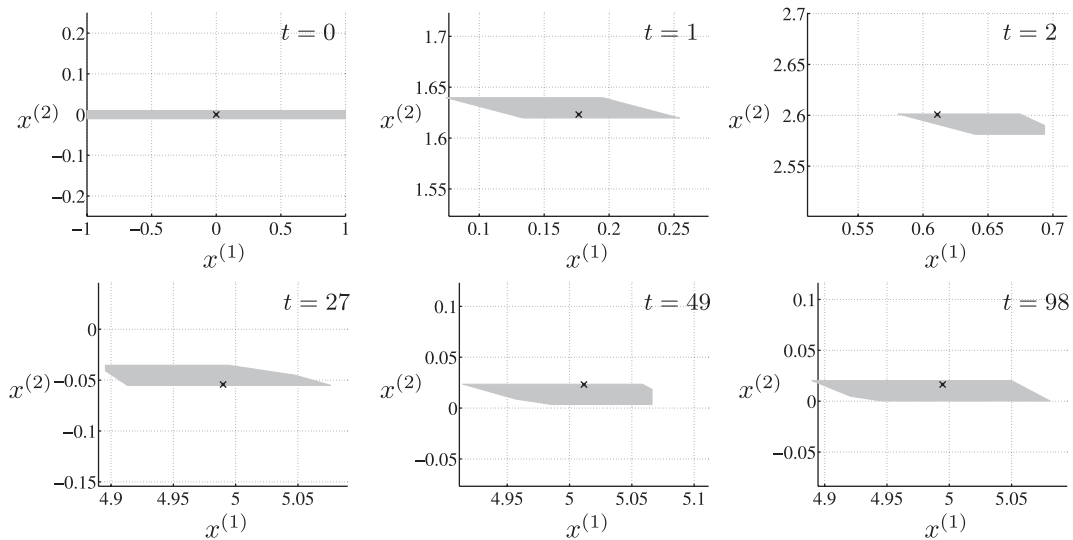 t = 0
0.2
0.1
0
−0.1
−0.2
x^{(2)}
−1
−0.5
0
0.5
1
x^{(1)}
t = 1
1.7
1.65
1.6
1.55
x^{(2)}
0.1
0.15
0.2
0.25
x^{(1)}
t = 2
2.7
2.65
2.6
2.55
x^{(2)}
0.55
0.6
0.65
0.7
x^{(1)}
t = 27
0
−0.05
−0.1
−0.15
x^{(2)}
4.9
4.95
5
5.05
x^{(1)}
t = 49
0.1
0.05
0
−0.05
x^{(2)}
4.95
5
5.05
5.1
x^{(1)}
t = 98
0.1
0.05
0
−0.05
x^{(2)}
4.9
4.95
5
5.05
x^{(1)}